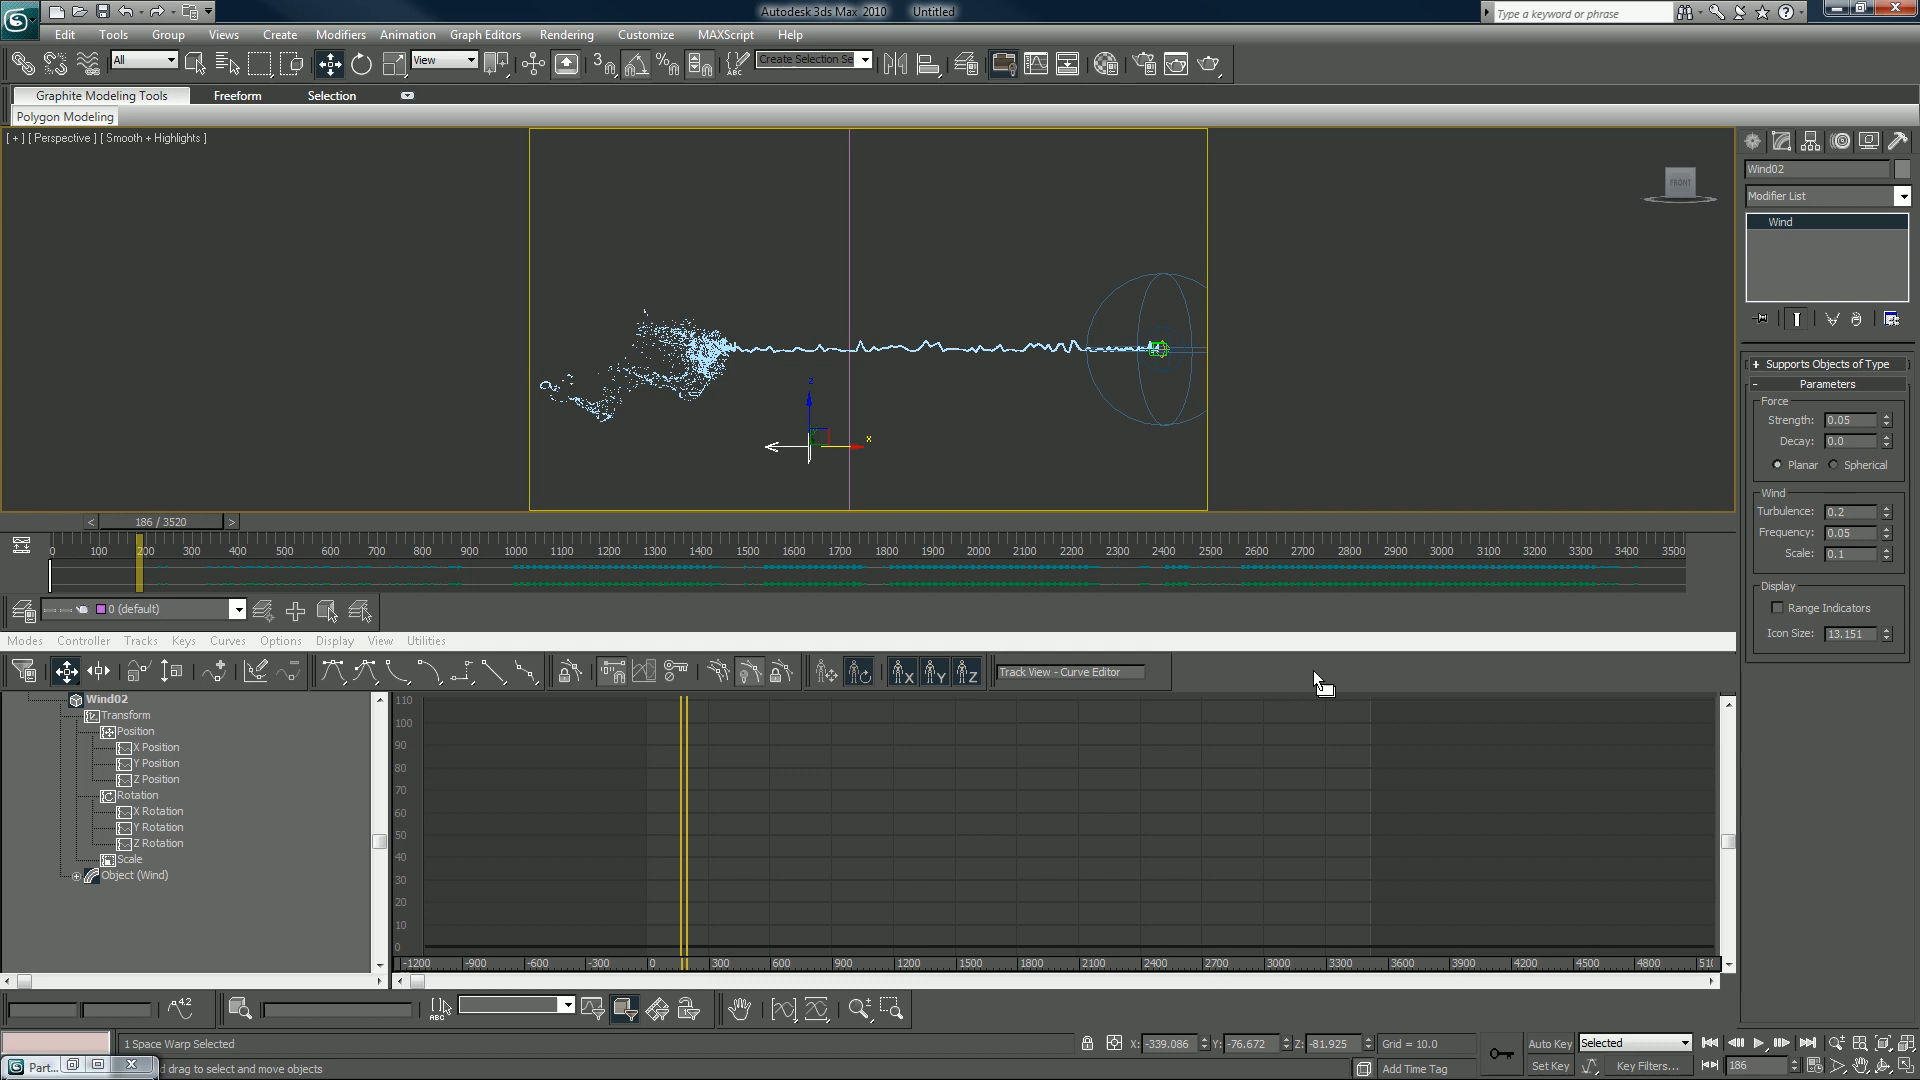 Autodesk 3ds Max 2010 Untitled
Type a keyword or phrase
Edit Tools Group Views Create Modifiers Animation Graph Editors Rendering Customize MAXScript Help
All
View
Create Selection Se
Graphite Modeling Tools Freeform Selection
Polygon Modeling
[ + ] [ Perspective ] [ Smooth + Highlights ]
FRONT
z
x
Wind02
Modifier List
Wind
+ Supports Objects of Type
- Parameters
Force
Strength: 0.05
Decay: 0.0
Planar Spherical
Wind
Turbulence: 0.2
Frequency: 0.05
Scale: 0.1
Display
Range Indicators
Icon Size: 13.151
< 186 / 3520 >
0 100 200 300 400 500 600 700 800 900 1000 1100 1200 1300 1400 1500 1600 1700 1800 1900 2000 2100 2200 2300 2400 2500 2600 2700 2800 2900 3000 3100 3200 3300 3400 3500
0 (default)
Modes Controller Tracks Keys Curves Options Display View Utilities
X Y Z
Track View - Curve Editor
Wind02
Transform
Position
X Position
Y Position
Z Position
Rotation
X Rotation
Y Rotation
Z Rotation
Scale
Object (Wind)
110
100
90
80
70
60
50
40
30
20
10
0
-1200 -900 -600 -300 0 300 600 900 1200 1500 1800 2100 2400 2700 3000 3300 3600 3900 4200 4500 4800 510
4.2
ABC
1 Space Warp Selected
X: -339.086 Y: -76.672 Z: -81.925 Grid = 10.0
Auto Key Selected
Part...
drag to select and move objects
Add Time Tag
Set Key Key Filters... 186